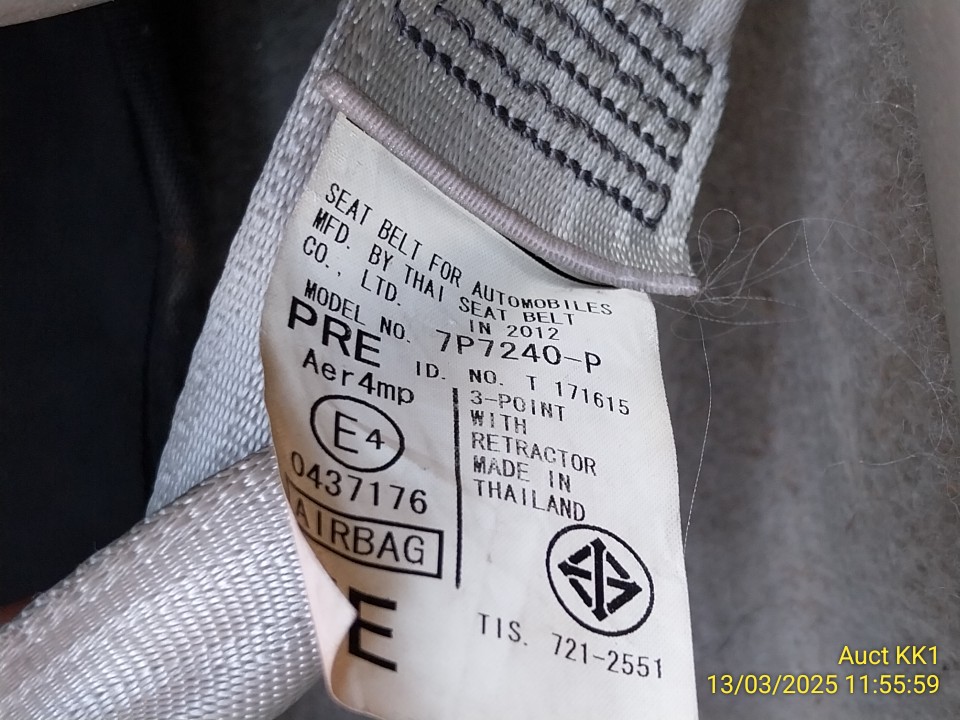 SEAT BELT FOR AUTOMOBILES
MFD. BY THAI SEAT BELT
CO., LTD. IN 2012
MODEL NO. 7P7240-P
PRE ID. NO. T 171615
Aer4mp
E4
0437176
AIRBAG
E
3-POINT
WITH
RETRACTOR
MADE IN
THAILAND
TIS. 721-2551
Auct KK1
13/03/2025 11:55:59